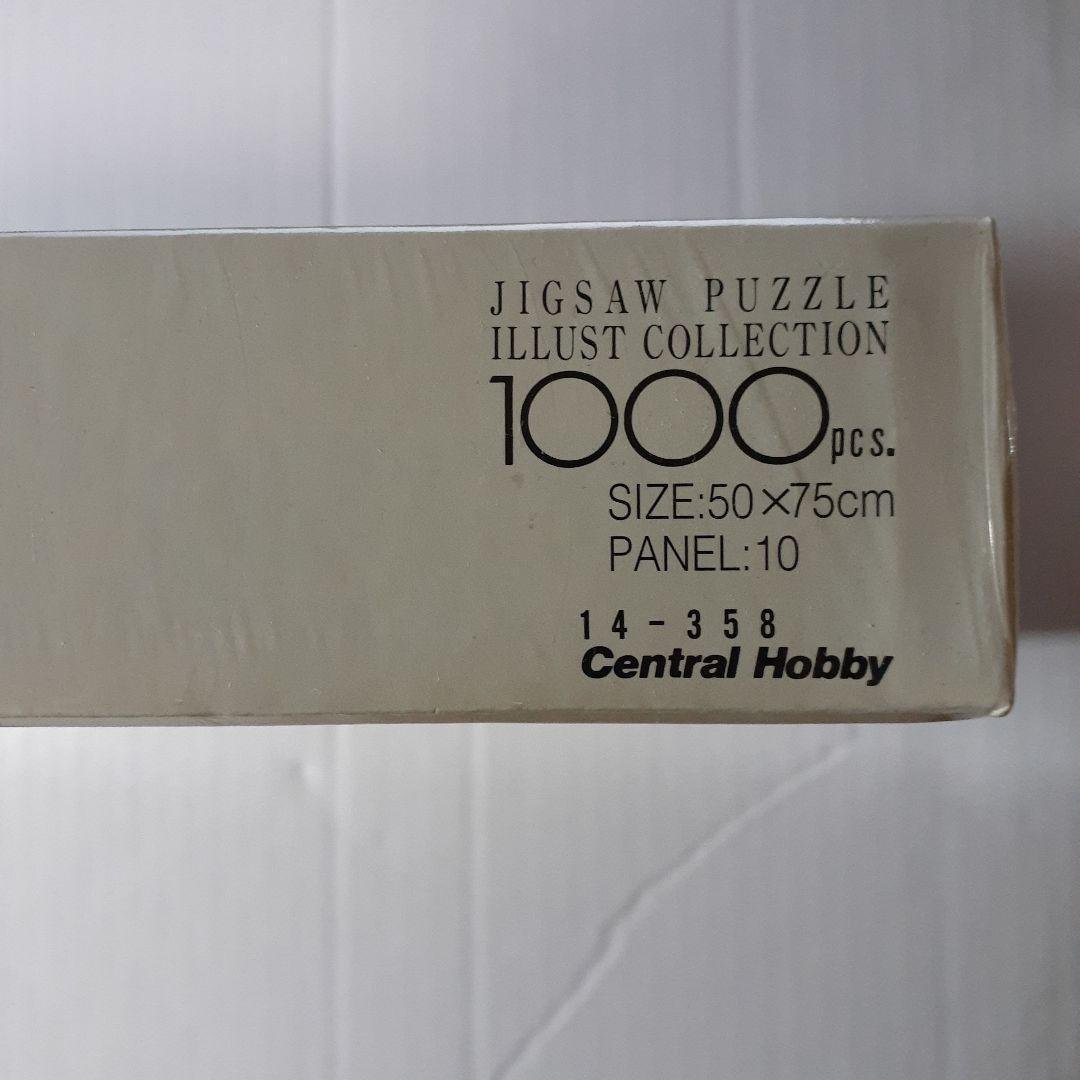 JIGSAW PUZZLE
ILLUST COLLECTION
1000pcs.
SIZE:50×75cm
PANEL:10
14-358
Central Hobby